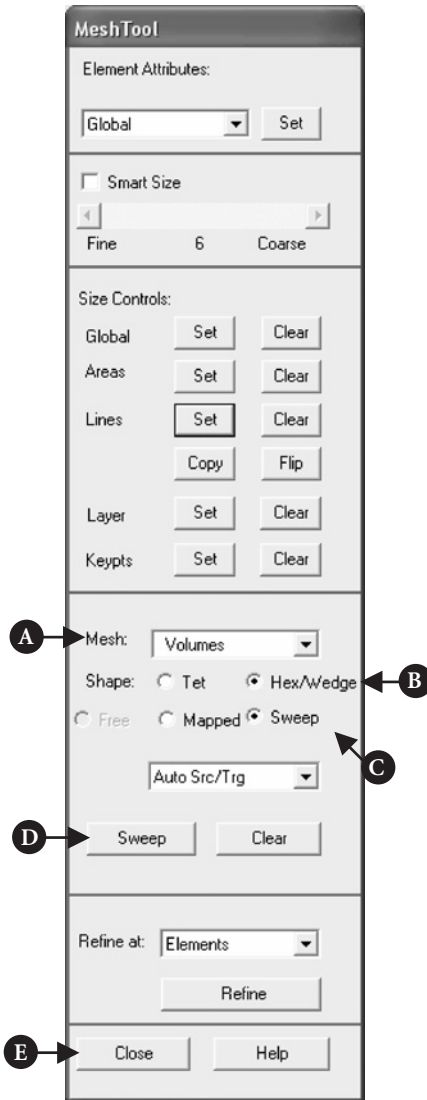 MeshTool
Element Attributes:
Global Set
Smart Size
Fine 6 Coarse
Size Controls:
Global Set Clear
Areas Set Clear
Lines Set Clear
Copy Flip
Layer Set Clear
Keypts Set Clear
A Mesh: Volumes
Shape: Tet Hex/Wedge B
Free Mapped Sweep
C
Auto Src/Trg
D Sweep Clear
Refine at: Elements
Refine
E Close Help